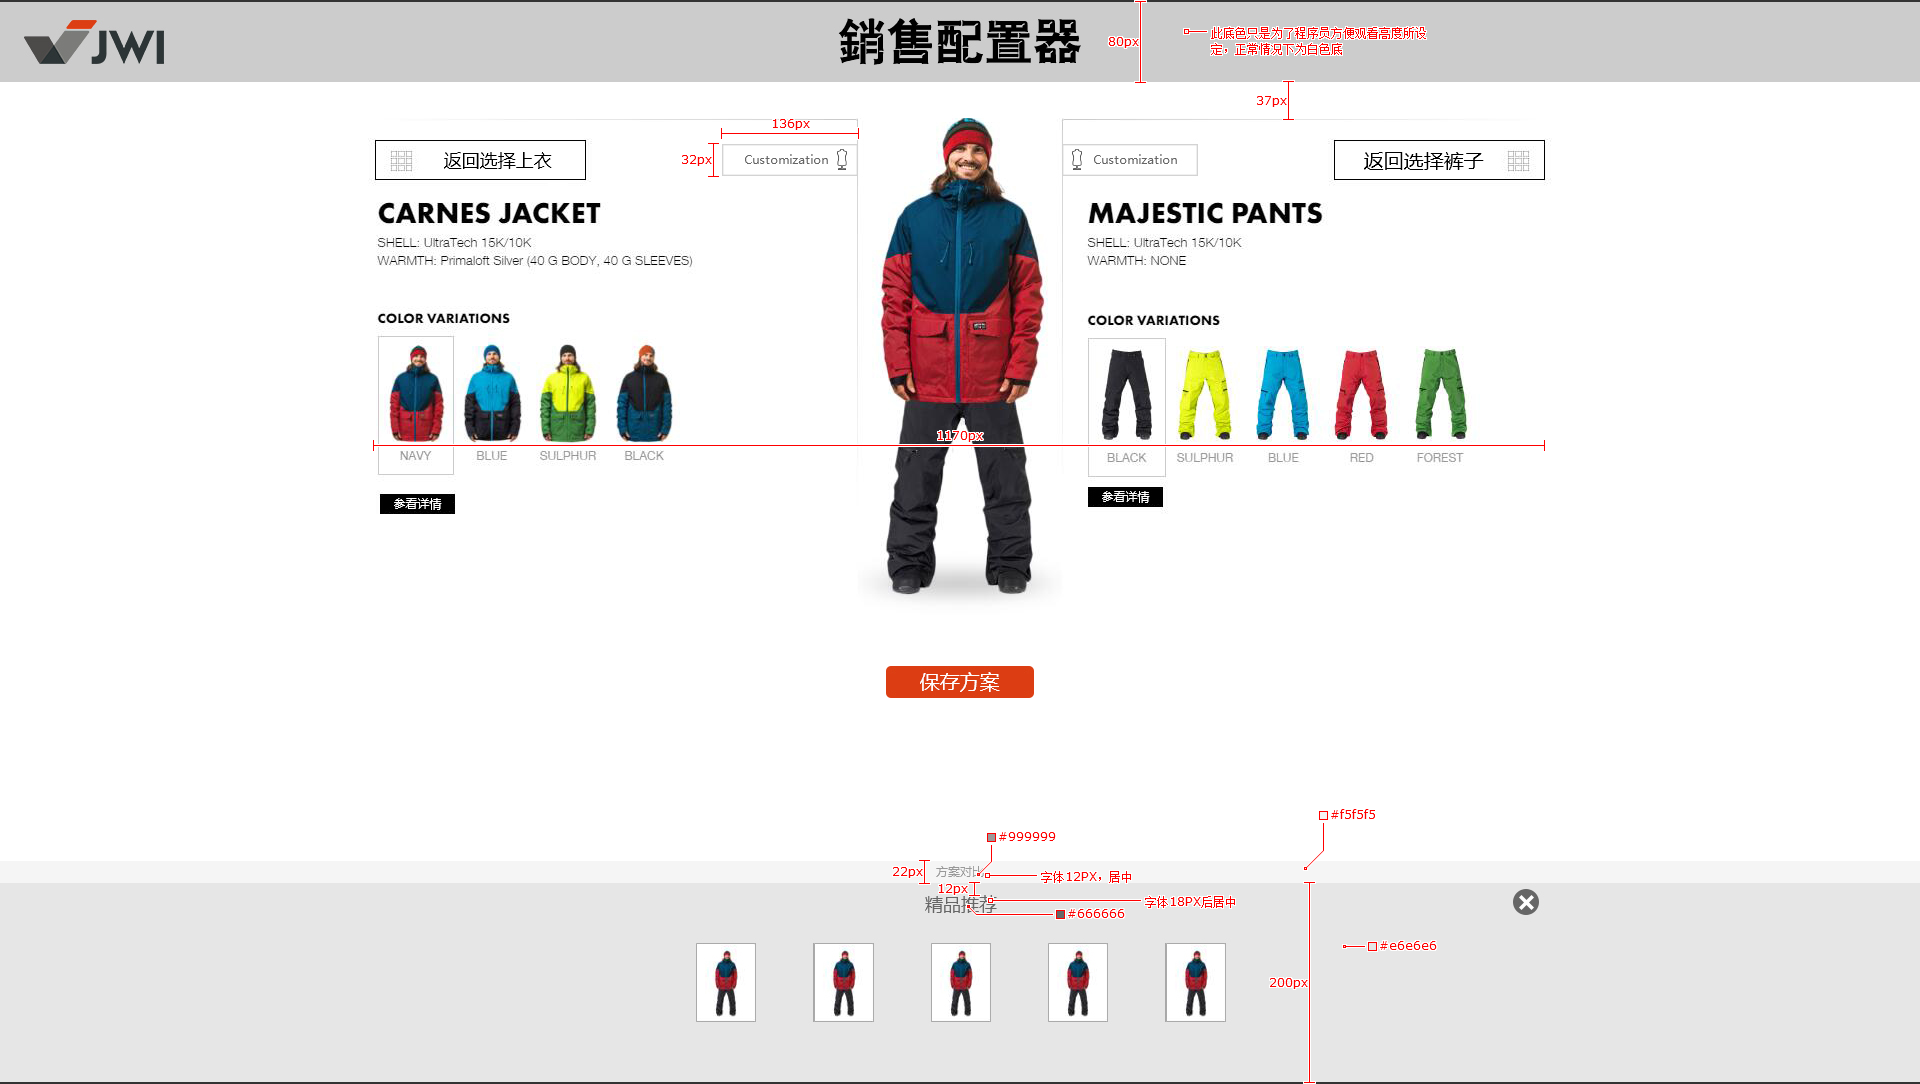 JWI
銷售配置器
80px
此底色只是为了程序员方便观看高度所设
定，正常情况下为白色底
37px
136px
32px
返回选择上衣
Customization
Customization
返回选择裤子
CARNES JACKET
SHELL: UltraTech 15K/10K
WARMTH: Primaloft Silver (40 G BODY, 40 G SLEEVES)
MAJESTIC PANTS
SHELL: UltraTech 15K/10K
WARMTH: NONE
COLOR VARIATIONS
COLOR VARIATIONS
1170px
NAVY BLUE SULPHUR BLACK
BLACK SULPHUR BLUE RED FOREST
参看详情
参看详情
保存方案
#f5f5f5
#999999
22px
方案对比
字体12PX，居中
12px
精品推荐
字体18PX后居中
#666666
#e6e6e6
200px